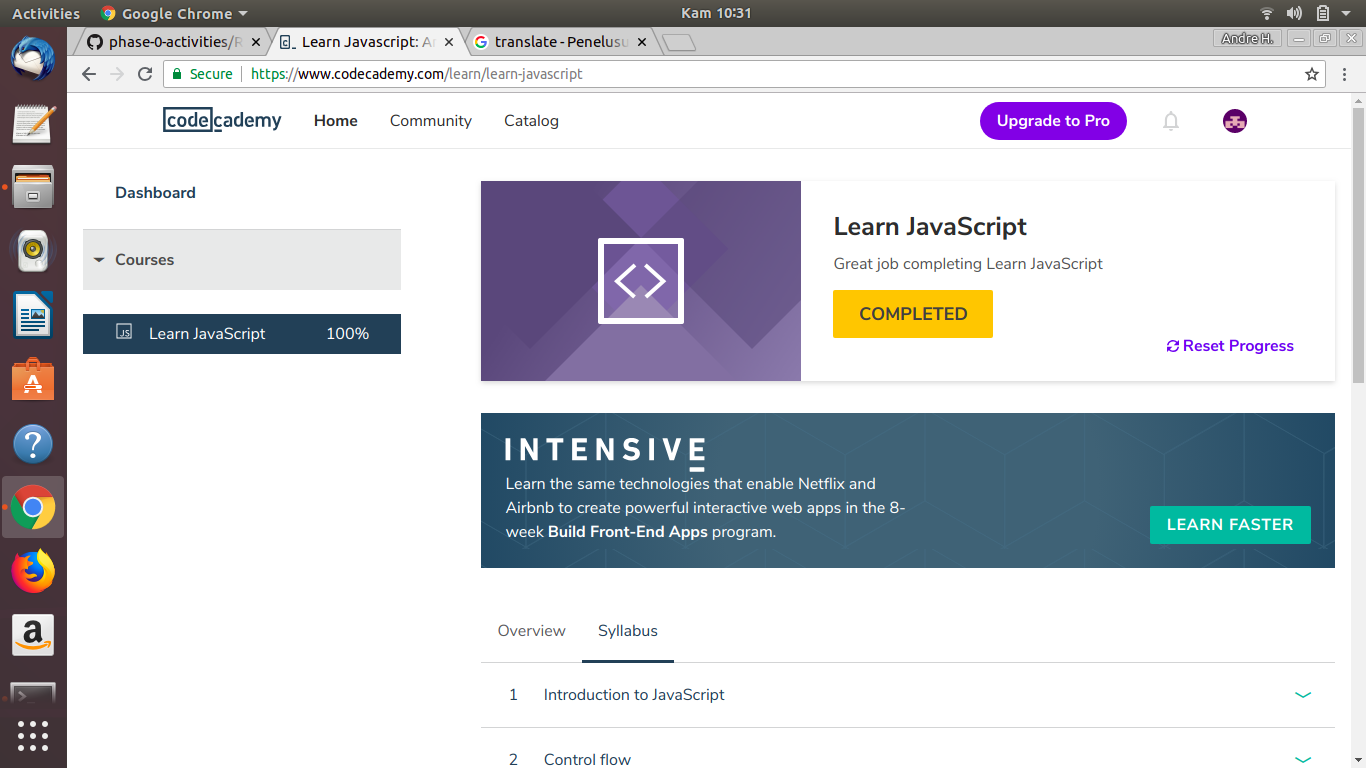 Activities Google Chrome Kam 10:31
phase-0-activities/R Learn Javascript: Ar translate - Penelusu Andre H.
Secure https://www.codecademy.com/learn/learn-javascript
codecademy Home Community Catalog Upgrade to Pro
Dashboard
Courses
JS Learn JavaScript 100%
Learn JavaScript
Great job completing Learn JavaScript
COMPLETED
Reset Progress
INTENSIVE
Learn the same technologies that enable Netflix and
Airbnb to create powerful interactive web apps in the 8-
week Build Front-End Apps program.
LEARN FASTER
Overview Syllabus
1 Introduction to JavaScript
2 Control flow